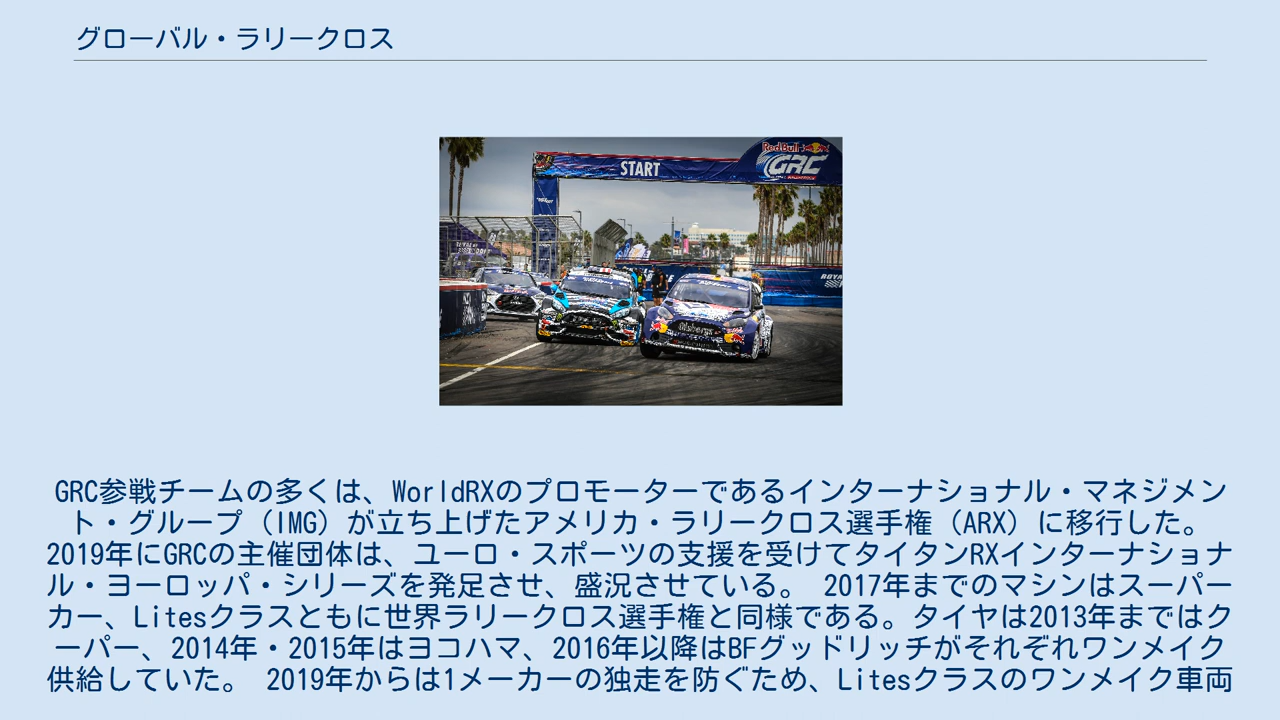 グローバル・ラリークロス
START
RedBull
GRC
GRC参戦チームの多くは、WorldRXのプロモーターであるインターナショナル・マネジメン
ト・グループ（IMG）が立ち上げたアメリカ・ラリークロス選手権（ARX）に移行した。
2019年にGRCの主催団体は、ユーロ・スポーツの支援を受けてタイタンRXインターナショナ
ル・ヨーロッパ・シリーズを発足させ、盛況させている。 2017年までのマシンはスーパー
カー、Litesクラスともに世界ラリークロス選手権と同様である。タイヤは2013年まではク
ーパー、2014年・2015年はヨコハマ、2016年以降はBFグッドリッチがそれぞれワンメイク
供給していた。 2019年からは1メーカーの独走を防ぐため、Litesクラスのワンメイク車両